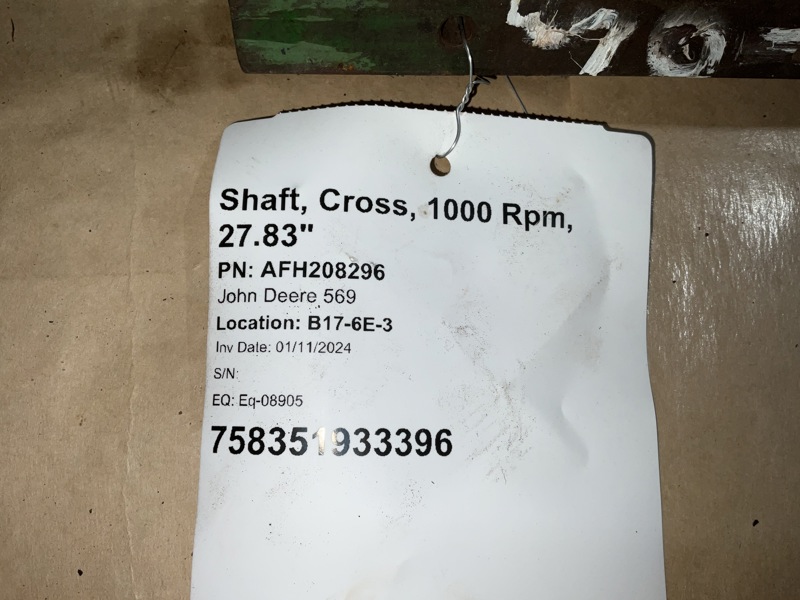 90-
Shaft, Cross, 1000 Rpm,
27.83"
PN: AFH208296
John Deere 569
Location: B17-6E-3
Inv Date: 01/11/2024
S/N:
EQ: Eq-08905
758351933396